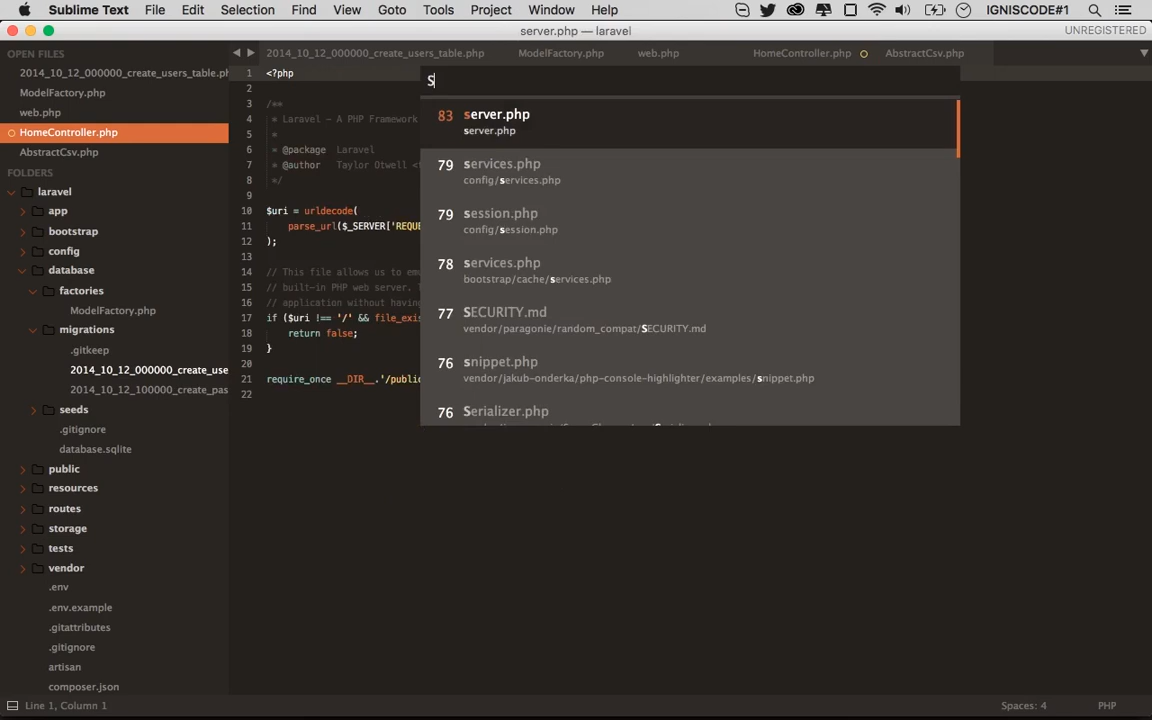 Sublime Text File Edit Selection Find View Goto Tools Project Window Help IGNISCODE#1
server.php — laravel
UNREGISTERED
OPEN FILES
2014_10_12_000000_create_users_table.ph
ModelFactory.php
web.php
HomeController.php
AbstractCsv.php
FOLDERS
laravel
app
bootstrap
config
database
factories
ModelFactory.php
migrations
.gitkeep
2014_10_12_000000_create_use
2014_10_12_100000_create_pas
seeds
.gitignore
database.sqlite
public
resources
routes
storage
tests
vendor
.env
.env.example
.gitattributes
.gitignore
artisan
composer.json
2014_10_12_000000_create_users_table.php ModelFactory.php web.php HomeController.php AbstractCsv.php
1 <?php
2
3 /**
4 * Laravel - A PHP Framework
5 *
6 * @package Laravel
7 * @author Taylor Otwell <
8 */
9
10 $uri = urldecode(
11 parse_url($_SERVER['REQUE
12 );
13
14 // This file allows us to emu
15 // built-in PHP web server.
16 // application without having
17 if ($uri !== '/' && file_exis
18 return false;
19 }
20
21 require_once __DIR__.'/public
22
S
83 server.php
server.php
79 services.php
config/services.php
79 session.php
config/session.php
78 services.php
bootstrap/cache/services.php
77 SECURITY.md
vendor/paragonie/random_compat/SECURITY.md
76 snippet.php
vendor/jakub-onderka/php-console-highlighter/examples/snippet.php
76 Serializer.php
Line 1, Column 1
Spaces: 4 PHP